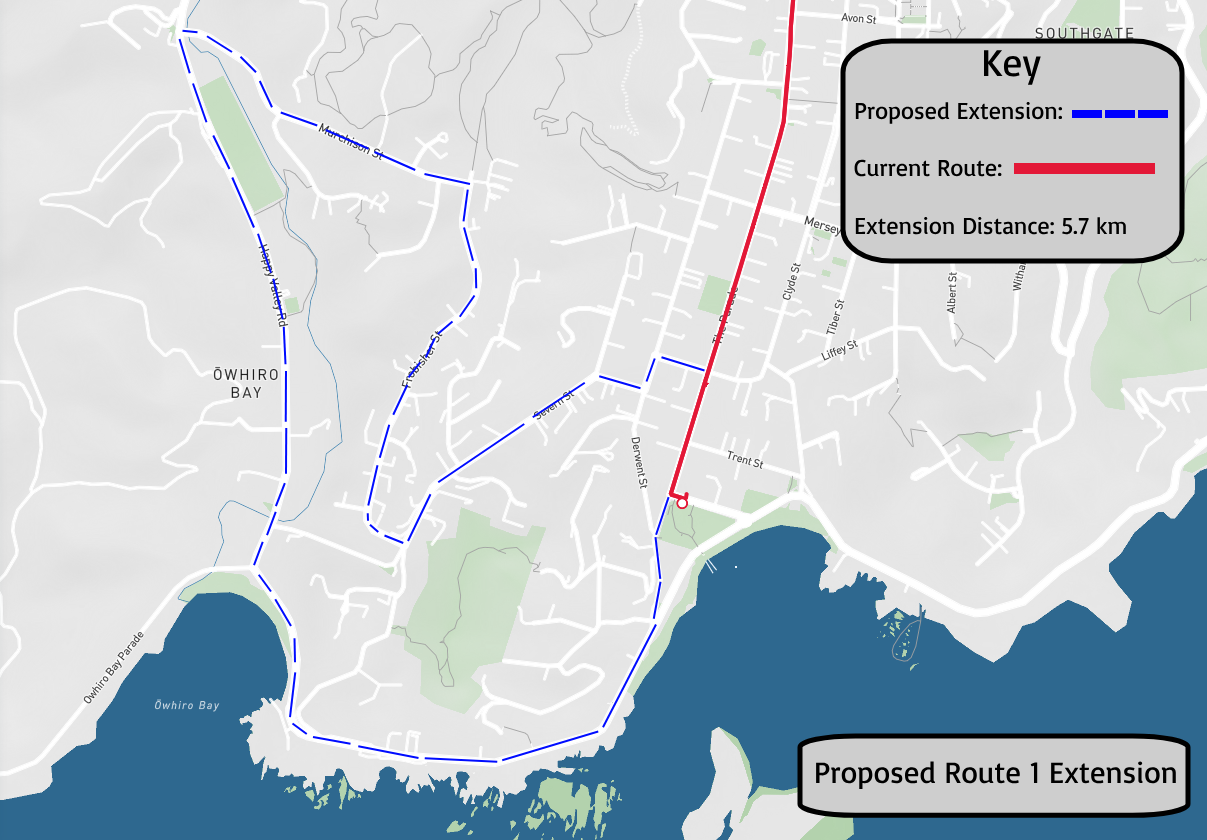 Avon St
SOUTHGATE
Key
Proposed Extension:
Current Route:
Extension Distance: 5.7 km
Murchison St
Mersey
Happy Valley Rd
The Parade
Clyde St
Tiber St
Albert St
Witha
Liffey St
Frobisher St
ŌWHIRO
BAY
Severn St
Derwent St
Trent St
Owhiro Bay Parade
Ōwhiro Bay
Proposed Route 1 Extension